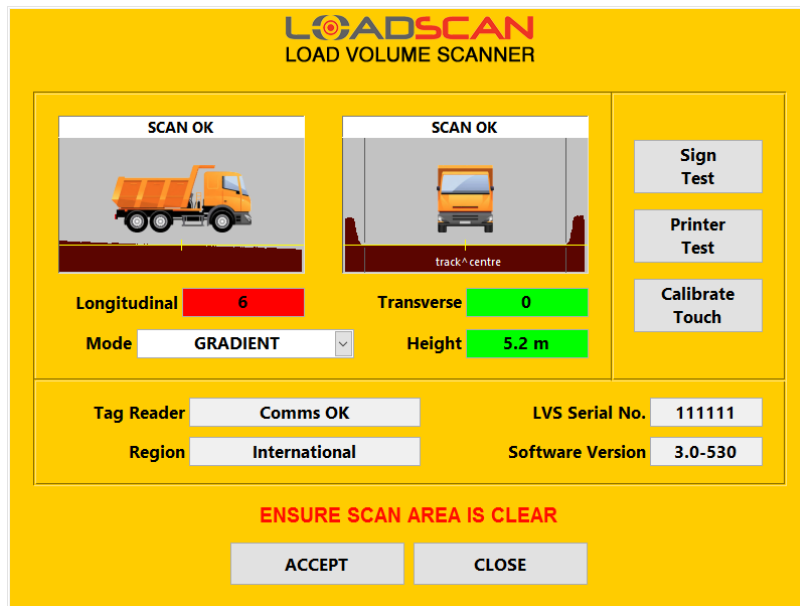 LOADSCAN
LOAD VOLUME SCANNER
SCAN OK
SCAN OK
track^centre
Longitudinal 6
Transverse 0
Mode GRADIENT
Height 5.2 m
Sign
Test
Printer
Test
Calibrate
Touch
Tag Reader Comms OK
LVS Serial No. 111111
Region International
Software Version 3.0-530
ENSURE SCAN AREA IS CLEAR
ACCEPT
CLOSE